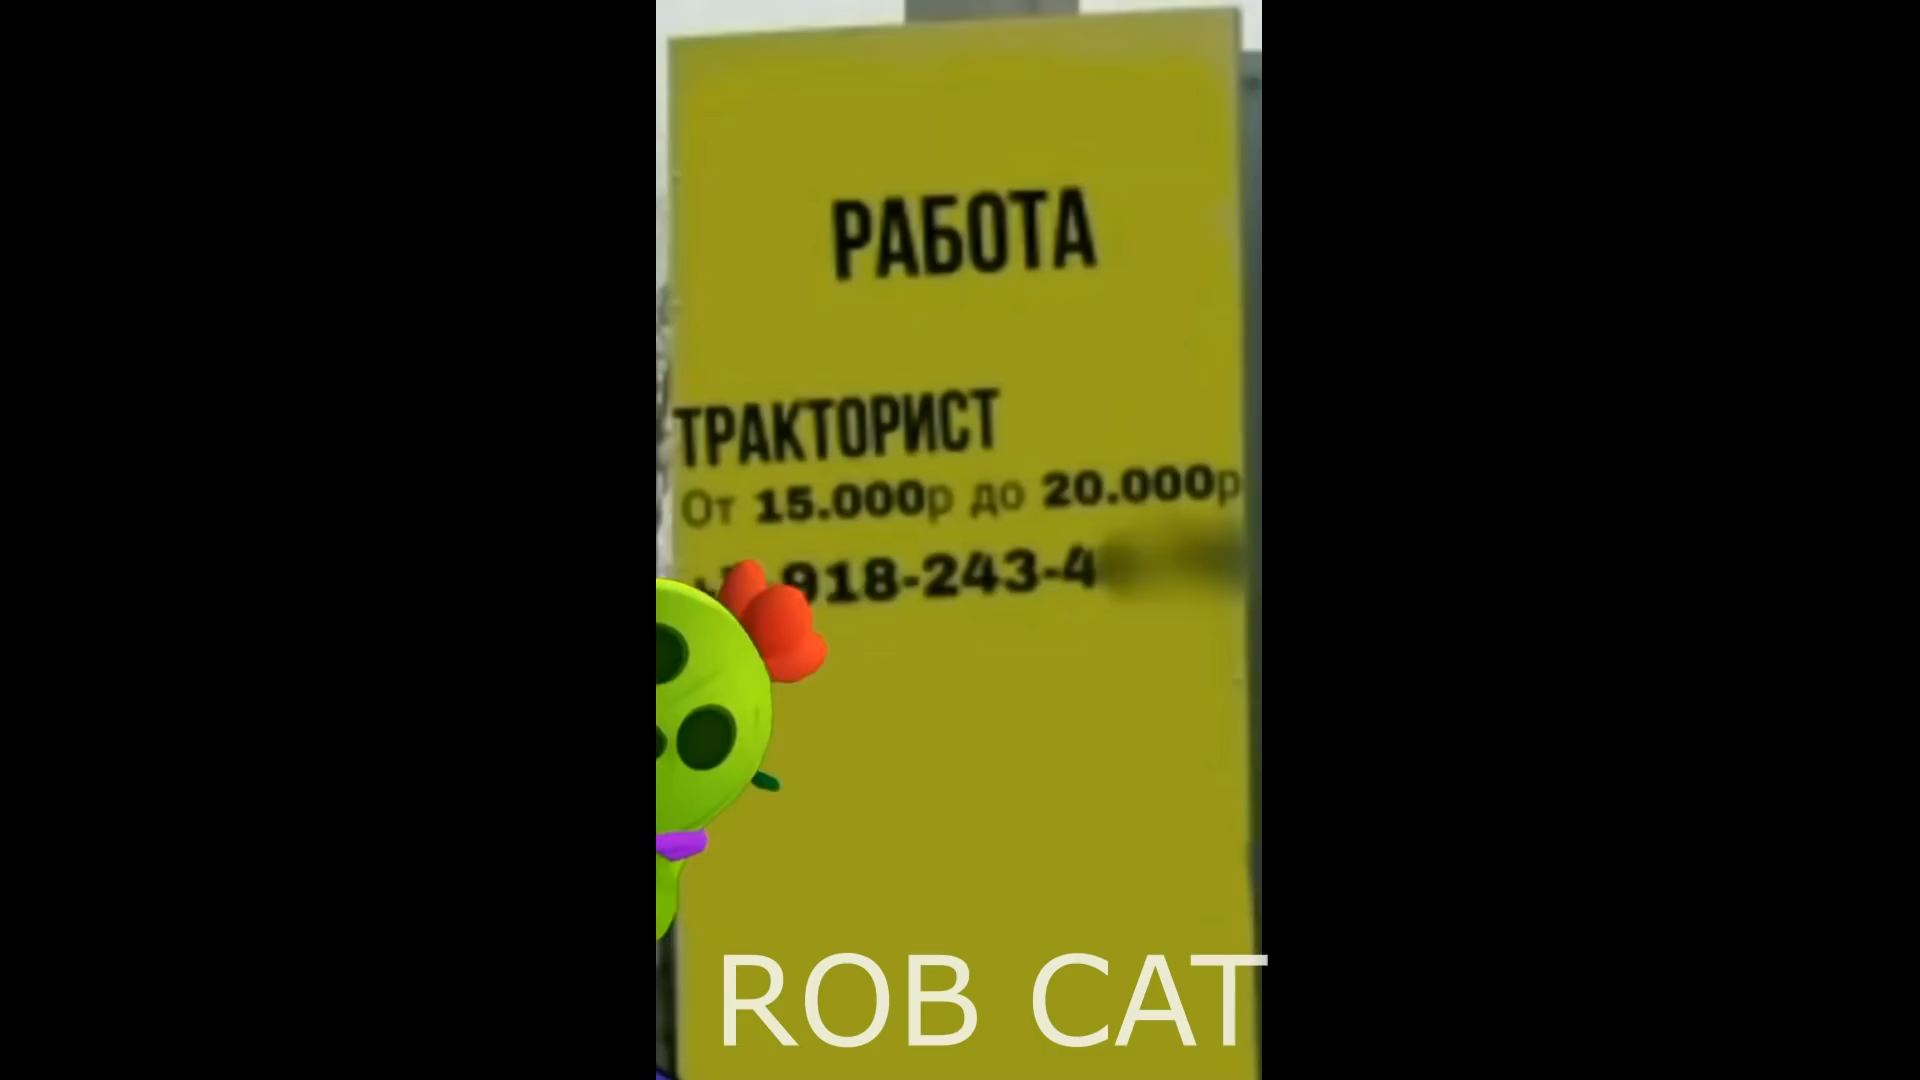 РАБОТА
ТРАКТОРИСТ
От 15.000р до 20.000р
918-243-4
ROB CAT